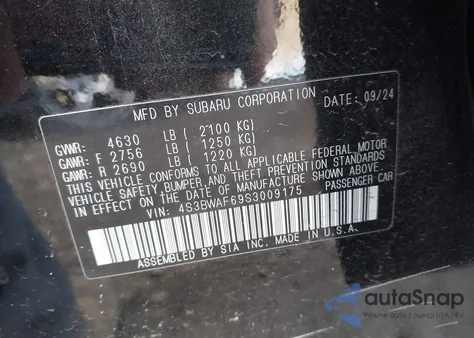 MFD BY SUBARU CORPORATION DATE: 09/24
GVWR: 4630 LB ( 2100 KG)
GAWR: F 2756 LB ( 1250 KG)
GAWR: R 2690 LB ( 1220 KG)
THIS VEHICLE CONFORMS TO ALL APPLICABLE FEDERAL MOTOR
VEHICLE SAFETY, BUMPER, AND THEFT PREVENTION STANDARDS
IN EFFECT ON THE DATE OF MANUFACTURE SHOWN ABOVE.
VIN: 4S3BWAF69S3009175 PASSENGER CAR
ASSEMBLED BY SIA INC. MADE IN U.S.A.
autoSnap